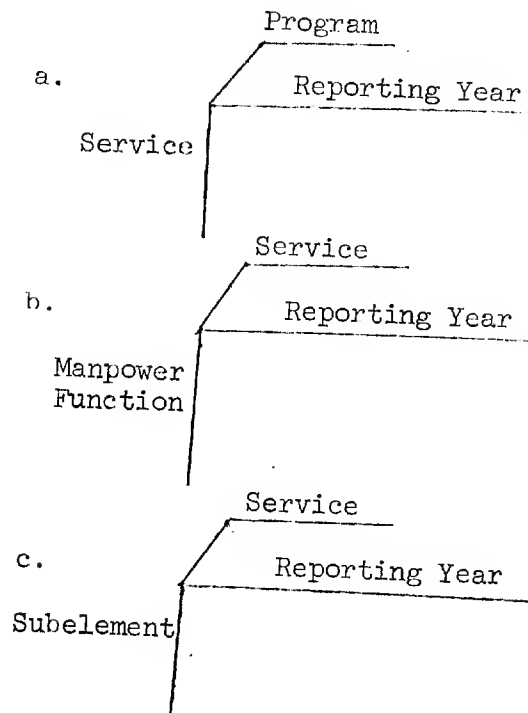 Program
a.
Reporting Year
Service
Service
b.
Reporting Year
Manpower
Function
Service
c.
Reporting Year
Subelement